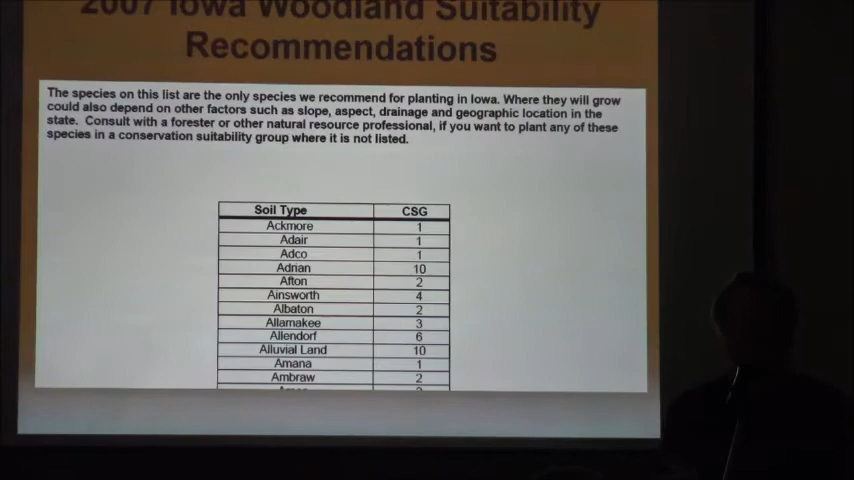 2007 Iowa Woodland Suitability
Recommendations
The species on this list are the only species we recommend for planting in Iowa. Where they will grow
could also depend on other factors such as slope, aspect, drainage and geographic location in the
state. Consult with a forester or other natural resource professional, if you want to plant any of these
species in a conservation suitability group where it is not listed.
Soil Type CSG
Ackmore 1
Adair 1
Adco 1
Adrian 10
Afton 2
Ainsworth 4
Albaton 2
Allamakee 3
Allendorf 6
Alluvial Land 10
Amana 1
Ambraw 2